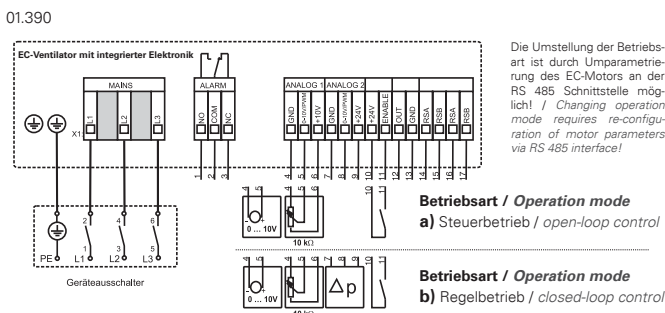 01.390
EC-Ventilator mit integrierter Elektronik
MAINS
ALARM
ANALOG 1 ANALOG 2
X1:
L1
L2
L3
NO
COM
NC
GND
0-10V/PWM
+10V
GND
0-10V/PWM
+24V
+24V
ENABLE
OUT
GND
RSA
RSB
RSA
RSB
1 2 3 4 5 6 7 8 9 10 11 12 13 14 15 16 17
2 4 6
1 3 5
PE L1 L2 L3
Geräteausschalter
4 5 4 5 6 10 11
- +
0 ... 10V
10 kΩ
4 5 4 5 6 7 8 9 10 11
- +
0 ... 10V
Δp
10 kΩ
Die Umstellung der Betriebs-
art ist durch Umparametrie-
rung des EC-Motors an der
RS 485 Schnittstelle mög-
lich! / Changing operation
mode requires re-configu-
ration of motor parameters
via RS 485 interface!
Betriebsart / Operation mode
a) Steuerbetrieb / open-loop control
Betriebsart / Operation mode
b) Regelbetrieb / closed-loop control